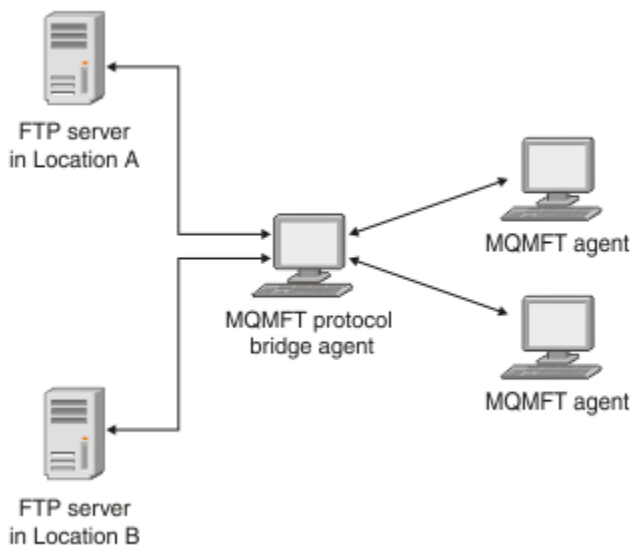 FTP server
in Location A
MQMFT agent
MQMFT protocol
bridge agent
MQMFT agent
FTP server
in Location B